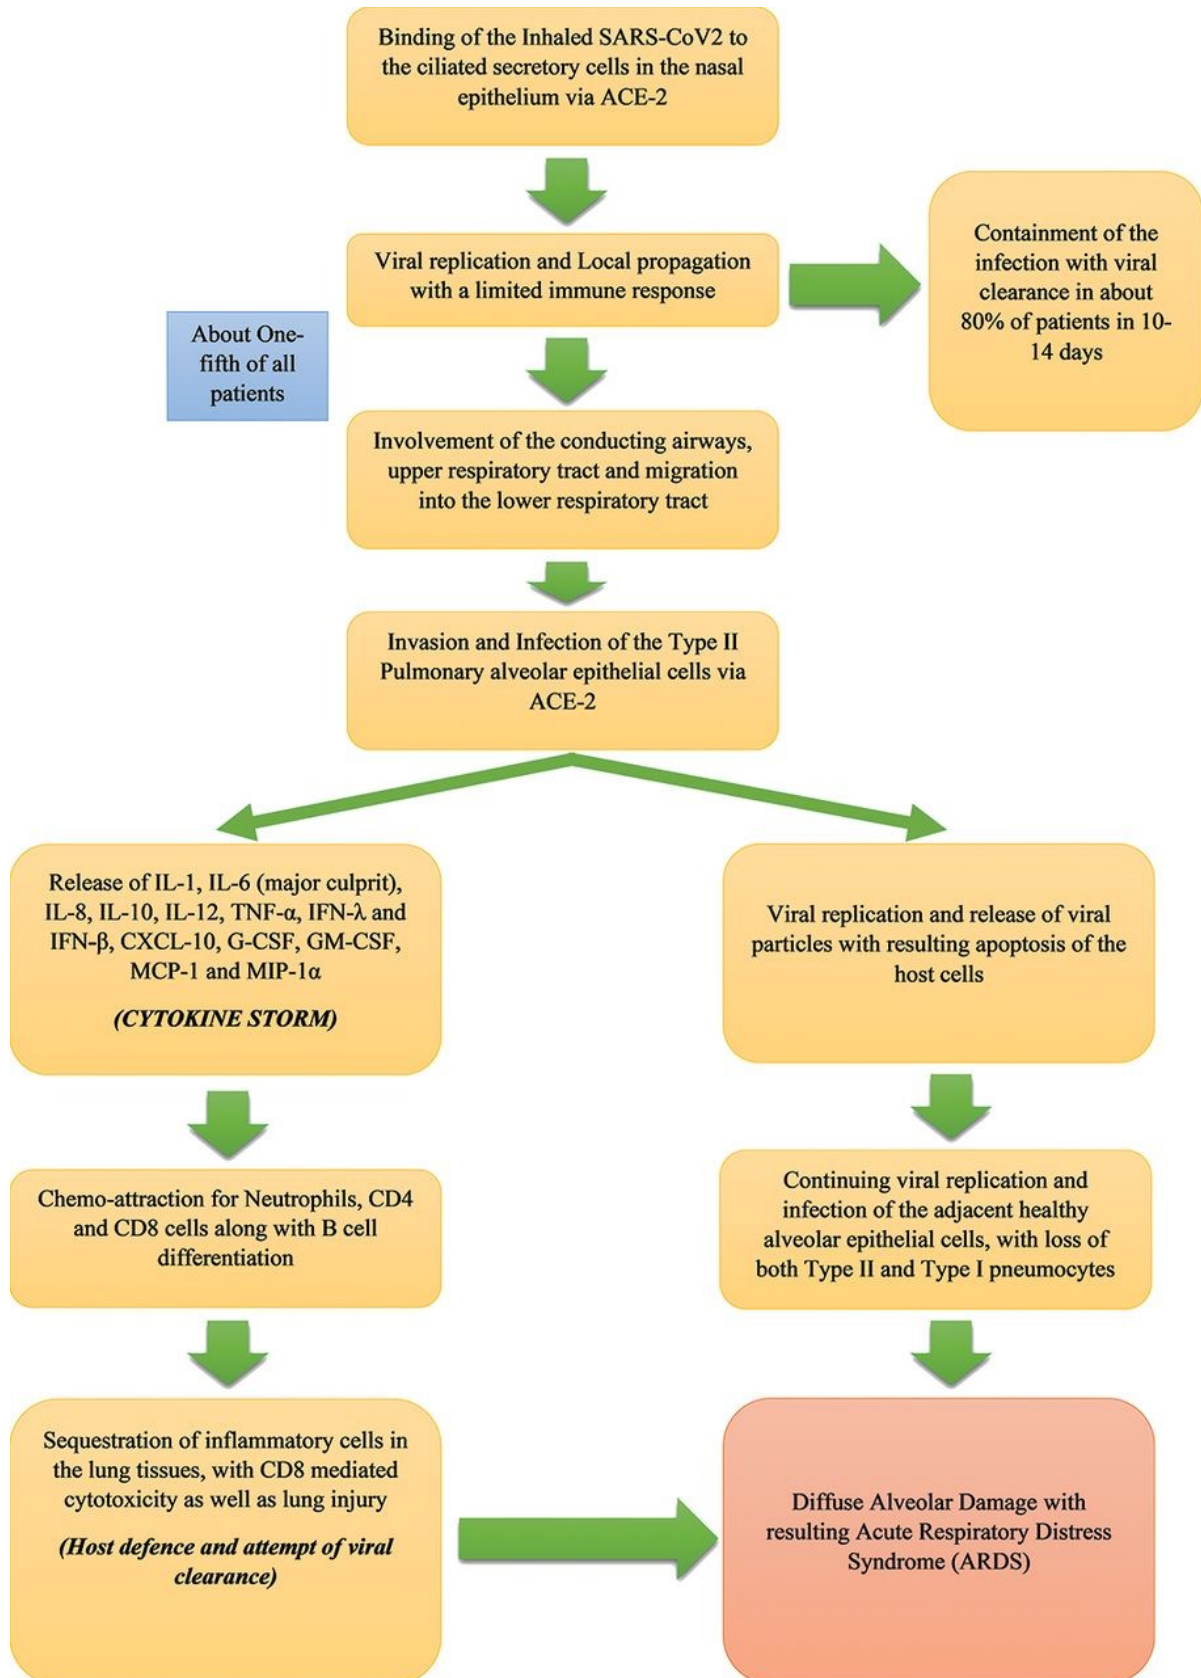 Binding of the Inhaled SARS-CoV2 to
the ciliated secretory cells in the nasal
epithelium via ACE-2
Viral replication and Local propagation
with a limited immune response
Containment of the
infection with viral
clearance in about
80% of patients in 10-
14 days
About One-
fifth of all
patients
Involvement of the conducting airways,
upper respiratory tract and migration
into the lower respiratory tract
Invasion and Infection of the Type II
Pulmonary alveolar epithelial cells via
ACE-2
Release of IL-1, IL-6 (major culprit),
IL-8, IL-10, IL-12, TNF-α, IFN-λ and
IFN-β, CXCL-10, G-CSF, GM-CSF,
MCP-1 and MIP-1α
(CYTOKINE STORM)
Viral replication and release of viral
particles with resulting apoptosis of the
host cells
Chemo-attraction for Neutrophils, CD4
and CD8 cells along with B cell
differentiation
Continuing viral replication and
infection of the adjacent healthy
alveolar epithelial cells, with loss of
both Type II and Type I pneumocytes
Sequestration of inflammatory cells in
the lung tissues, with CD8 mediated
cytotoxicity as well as lung injury
(Host defence and attempt of viral
clearance)
Diffuse Alveolar Damage with
resulting Acute Respiratory Distress
Syndrome (ARDS)